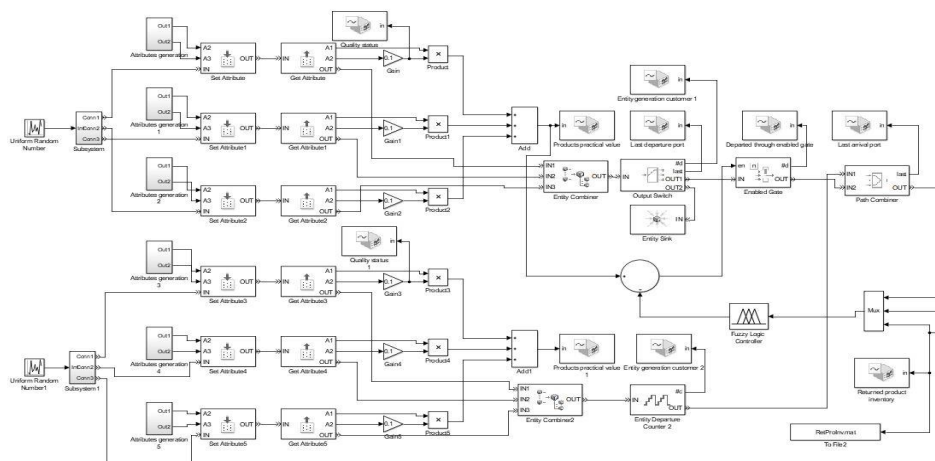 Out1
Out2
Attributes generation
A2
A3
IN
OUT
Set Attribute
IN
A1
A2
OUT
Get Attribute
in
Quality status
0.1
Gain
×
Product
Uniform Random
Number
Conn1
InConn2
Conn3
Subsystem
Out1
Out2
Attributes generation
1
A2
A3
IN
OUT
Set Attribute1
IN
A1
A2
OUT
Get Attribute1
0.1
Gain1
×
Product1
Out1
Out2
Attributes generation
2
A2
A3
IN
OUT
Set Attribute2
IN
A1
A2
OUT
Get Attribute2
0.1
Gain2
×
Product2
+
+
+
Add
in
Products practical value
in
Entity generation customer 1
in
Last departure port
IN1
IN2
IN3
OUT
Entity Combiner
IN
#d
last
OUT1
OUT2
Output Switch
IN
Entity Sink
in
Departed through enabled gate
en
IN
#d
OUT
Enabled Gate
in
Last arrival port
IN1
IN2
last
OUT
Path Combiner
+
-
Fuzzy Logic
Controller
Mux
in
Returned product
inventory
RetProInv.mat
To File2
Out1
Out2
Attributes generation
3
A2
A3
IN
OUT
Set Attribute3
IN
A1
A2
OUT
Get Attribute3
in
Quality status
1
0.1
Gain3
×
Product3
Uniform Random
Number1
Conn1
InConn2
Conn3
Subsystem1
Out1
Out2
Attributes generation
4
A2
A3
IN
OUT
Set Attribute4
IN
A1
A2
OUT
Get Attribute4
0.1
Gain4
×
Product4
Out1
Out2
Attributes generation
5
A2
A3
IN
OUT
Set Attribute5
IN
A1
A2
OUT
Get Attribute5
0.1
Gain5
×
Product5
+
+
+
Add1
in
Products practical value
1
in
Entity generation customer 2
IN1
IN2
IN3
OUT
Entity Combiner2
IN
#c
OUT
Entity Departure
Counter 2